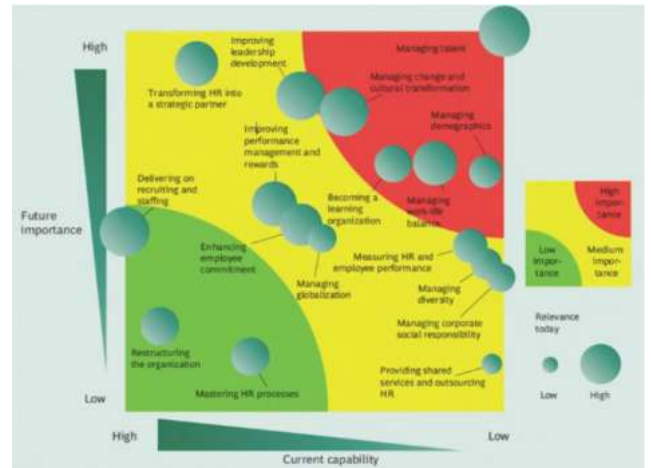 High
Improving
leadership
development
Managing talent
Transforming HR into
a strategic partner
Managing change and
cultural transformation
Improving
performance
management and
rewards
Managing
demographics
Delivering on
recruiting and
staffing
Becoming a
learning
organization
Managing
work-life
balance
Future
Importance
Enhancing
employee
commitment
Managing
globalization
Measuring HR and
employee performance
Managing
diversity
Managing corporate
social responsibility
Restructuring
the organization
Mastering HR processes
Providing shared
services and outsourcing
HR
Low
High
Low
Current capability
High
Impor-
tance
Low
Impor-
tance
Medium
Impor-
tance
Relevance
today
Low
High